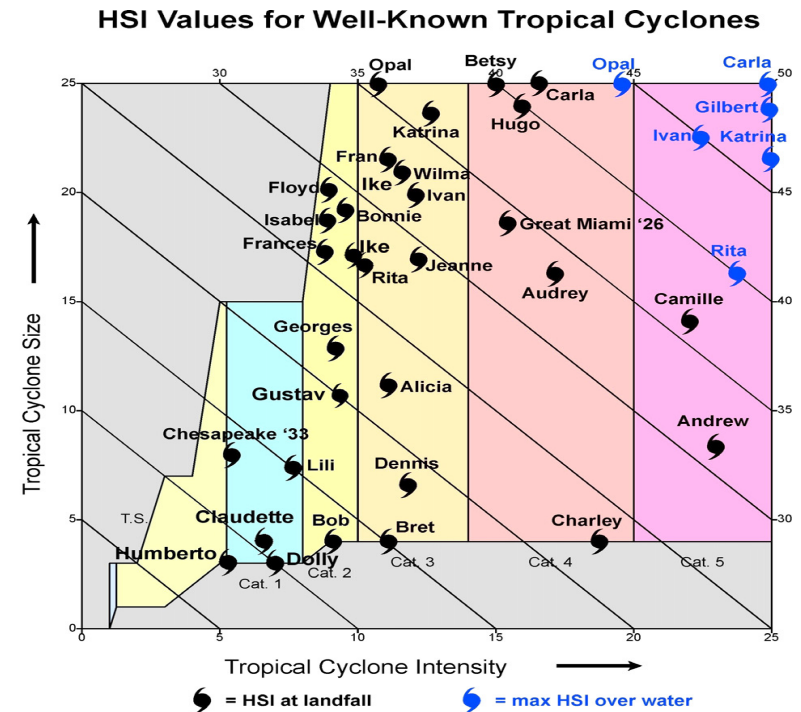 HSI Values for Well-Known Tropical Cyclones
Opal
Betsy
Opal
Carla
25
30
35
40
45
50
Carla
Gilbert
Katrina
Hugo
Ivan
Katrina
Fran
Wilma
20
Floyd
Ike
Ivan
45
Isabel
Bonnie
Great Miami ‘26
Frances
Ike
Jeanne
Rita
Rita
Audrey
15
Camille
40
Georges
Gustav
Alicia
10
35
Chesapeake ‘33
Andrew
Lili
Dennis
T.S.
5
Claudette
Bob
Bret
Charley
30
Humberto
Dolly
Cat. 1
Cat. 2
Cat. 3
Cat. 4
Cat. 5
0
0
5
10
15
20
25
Tropical Cyclone Size
Tropical Cyclone Intensity
= HSI at landfall
= max HSI over water